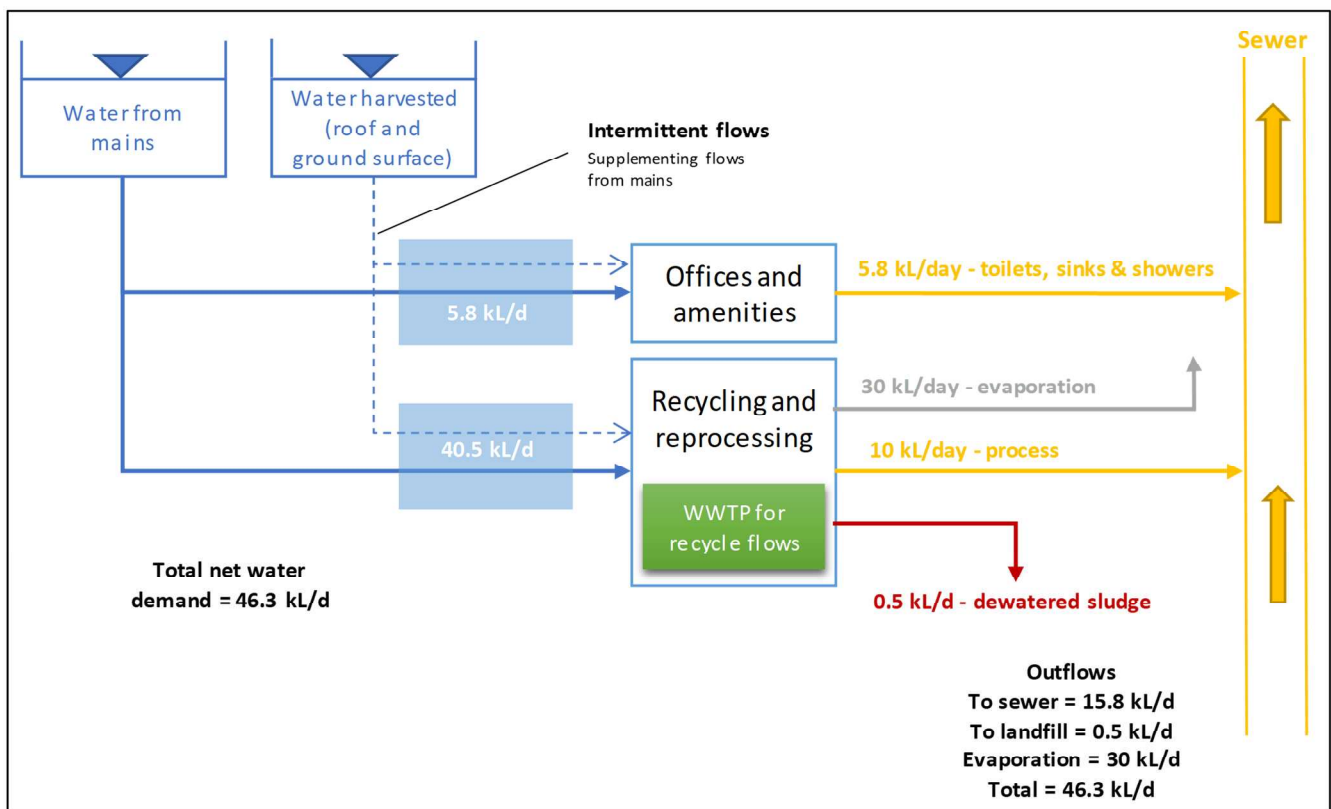 Sewer
Water from
mains
Water harvested
(roof and
ground surface)
Intermittent flows
Supplementing flows
from mains
5.8 kL/d
Offices and
amenities
5.8 kL/day - toilets, sinks & showers
40.5 kL/d
Recycling and
reprocessing
30 kL/day - evaporation
10 kL/day - process
WWTP for
recycle flows
0.5 kL/d - dewatered sludge
Total net water
demand = 46.3 kL/d
Outflows
To sewer = 15.8 kL/d
To landfill = 0.5 kL/d
Evaporation = 30 kL/d
Total = 46.3 kL/d